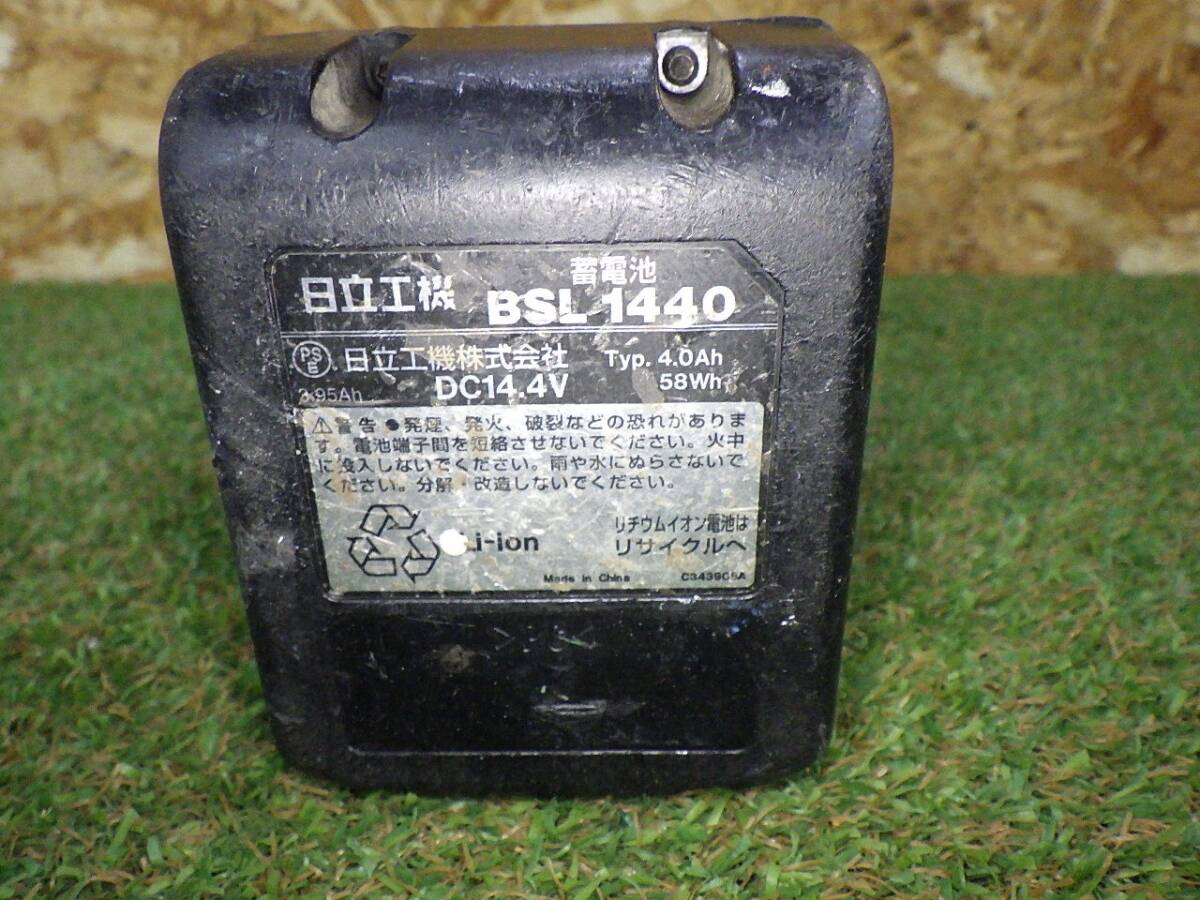 蓄電池
日立工機 BSL 1440
PSE 日立工機株式会社 Typ. 4.0Ah
3.95Ah DC14.4V 58Wh
⚠警告 ●発煙、発火、破裂などの恐れがありま
す。電池端子間を短絡させないでください。火中
に投入しないでください。雨や水にぬらさないで
ください。分解・改造しないでください。
Li-ion
リチウムイオン電池は
リサイクルへ
Made in China